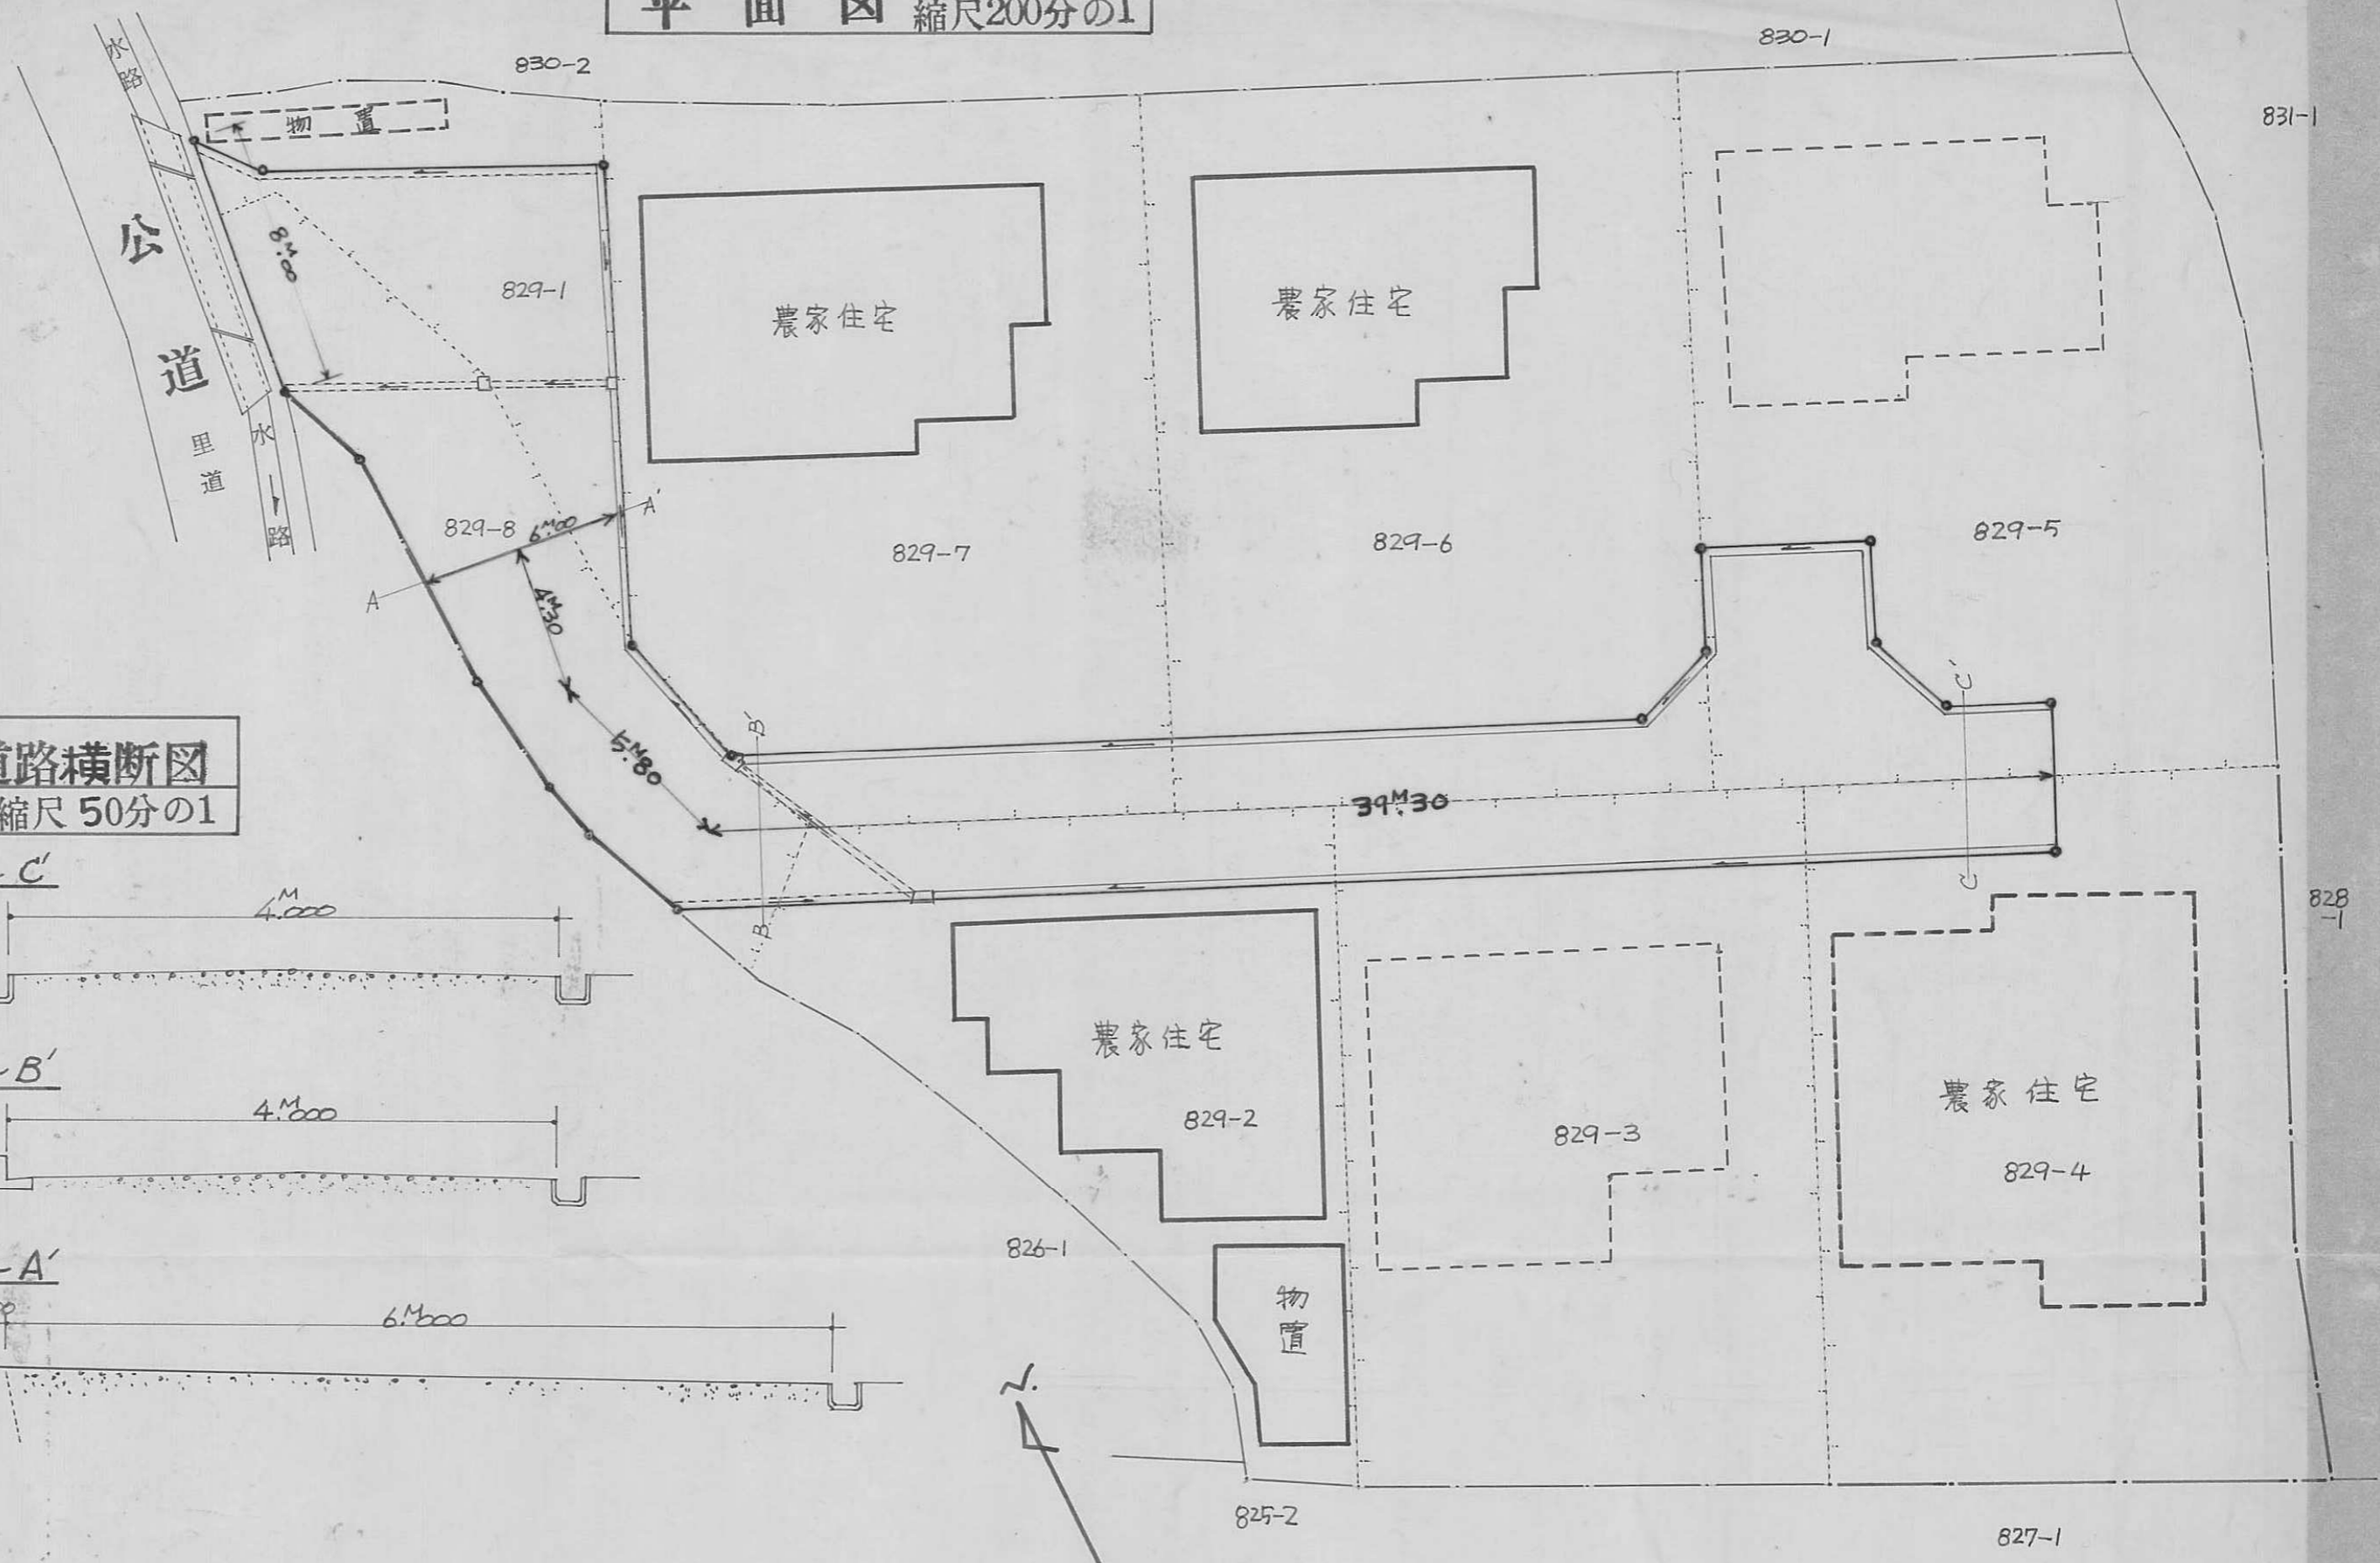 平面図 縮尺200分の1
830-2
830-1
831-1
水路
物置
公道
里道
水路
8.M00
829-1
農家住宅
農家住宅
829-8
6.M00
A'
A
829-7
829-6
829-5
4.M30
5.M80
B'
B
39.M30
C'
C
道路横断図
縮尺 50分の1
C'
4.M000
B'
4.M000
A'
6.M000
828-1
農家住宅
829-2
829-3
農家住宅
829-4
826-1
物置
N.
825-2
827-1